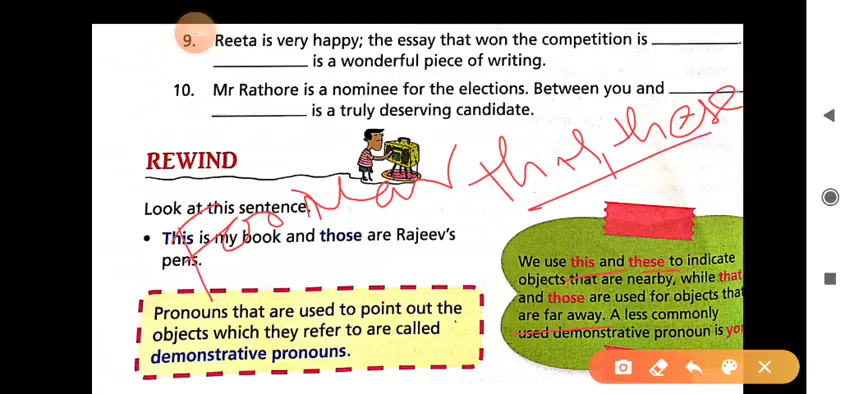 9. Reeta is very happy; the essay that won the competition is ____________.
____________ is a wonderful piece of writing.
10. Mr Rathore is a nominee for the elections. Between you and ____________
____________ is a truly deserving candidate.
REWIND
Look at this sentence.
• This is my book and those are Rajeev's
pens.
Pronouns that are used to point out the
objects which they refer to are called
demonstrative pronouns.
We use this and these to indicate
objects that are nearby, while that
and those are used for objects that
are far away. A less commonly
used demonstrative pronoun is